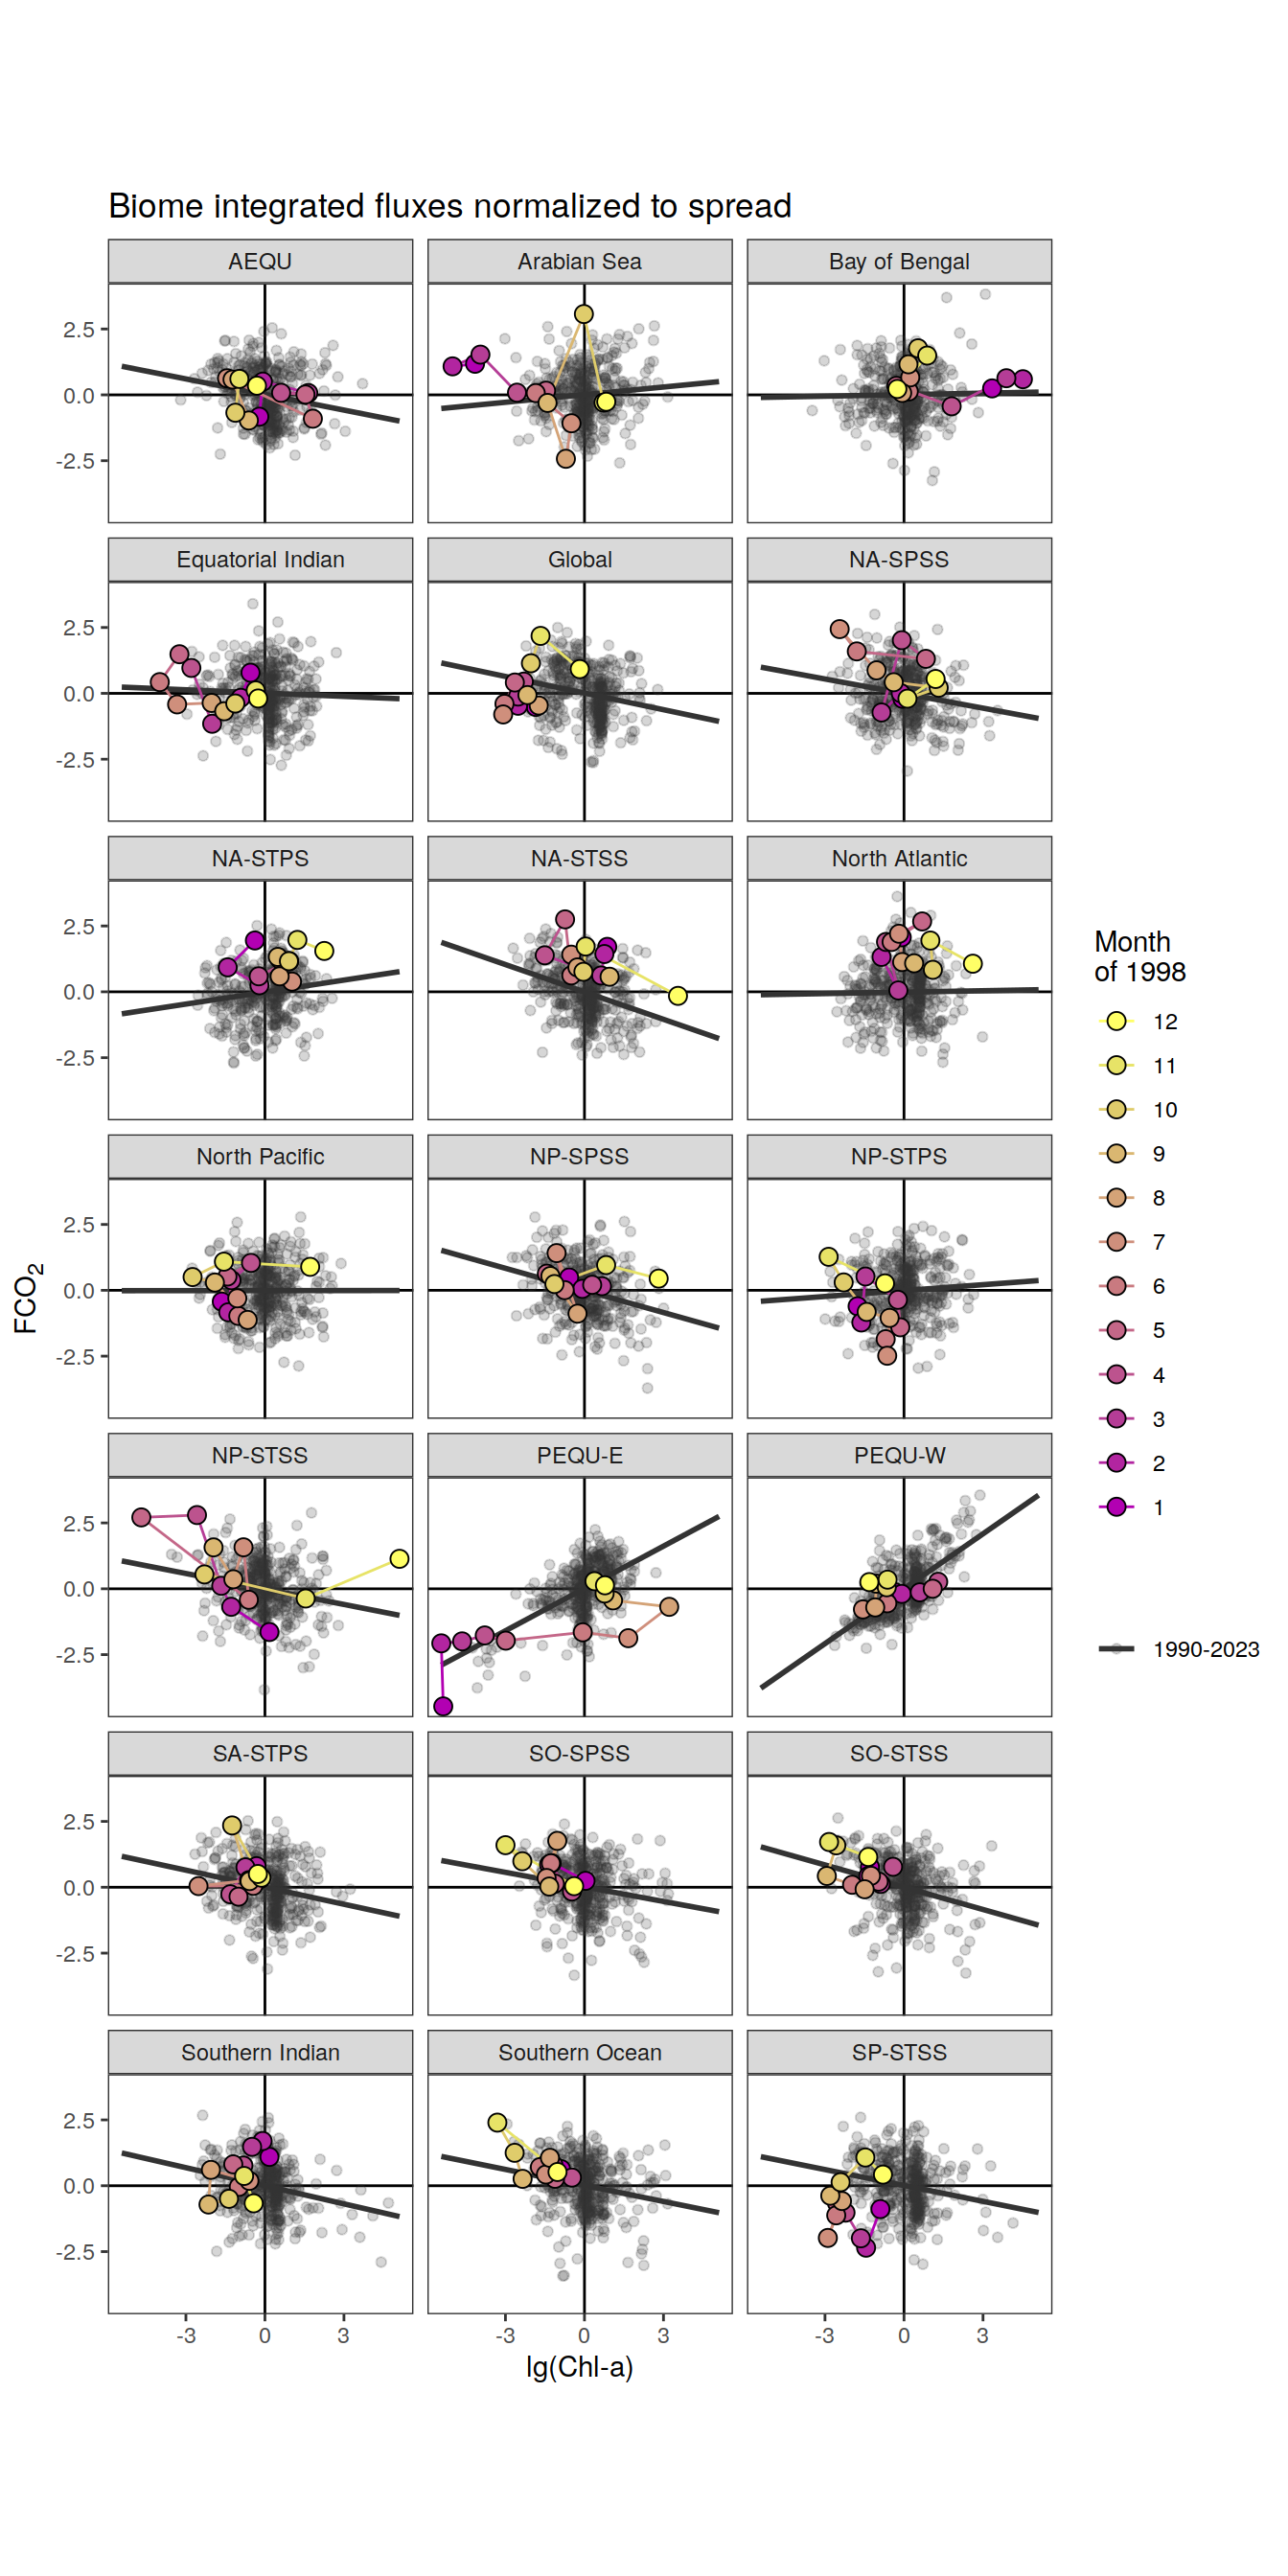 Biome integrated fluxes normalized to spread
AEQU
Arabian Sea
Bay of Bengal
2.5
0.0
-2.5
Equatorial Indian
Global
NA-SPSS
2.5
0.0
-2.5
NA-STPS
NA-STSS
North Atlantic
2.5
0.0
-2.5
North Pacific
NP-SPSS
NP-STPS
2.5
0.0
-2.5
NP-STSS
PEQU-E
PEQU-W
2.5
0.0
-2.5
SA-STPS
SO-SPSS
SO-STSS
2.5
0.0
-2.5
Southern Indian
Southern Ocean
SP-STSS
2.5
0.0
-2.5
-3 0 3
-3 0 3
-3 0 3
lg(Chl-a)
FCO₂
Month
of 1998
12
11
10
9
8
7
6
5
4
3
2
1
1990-2023